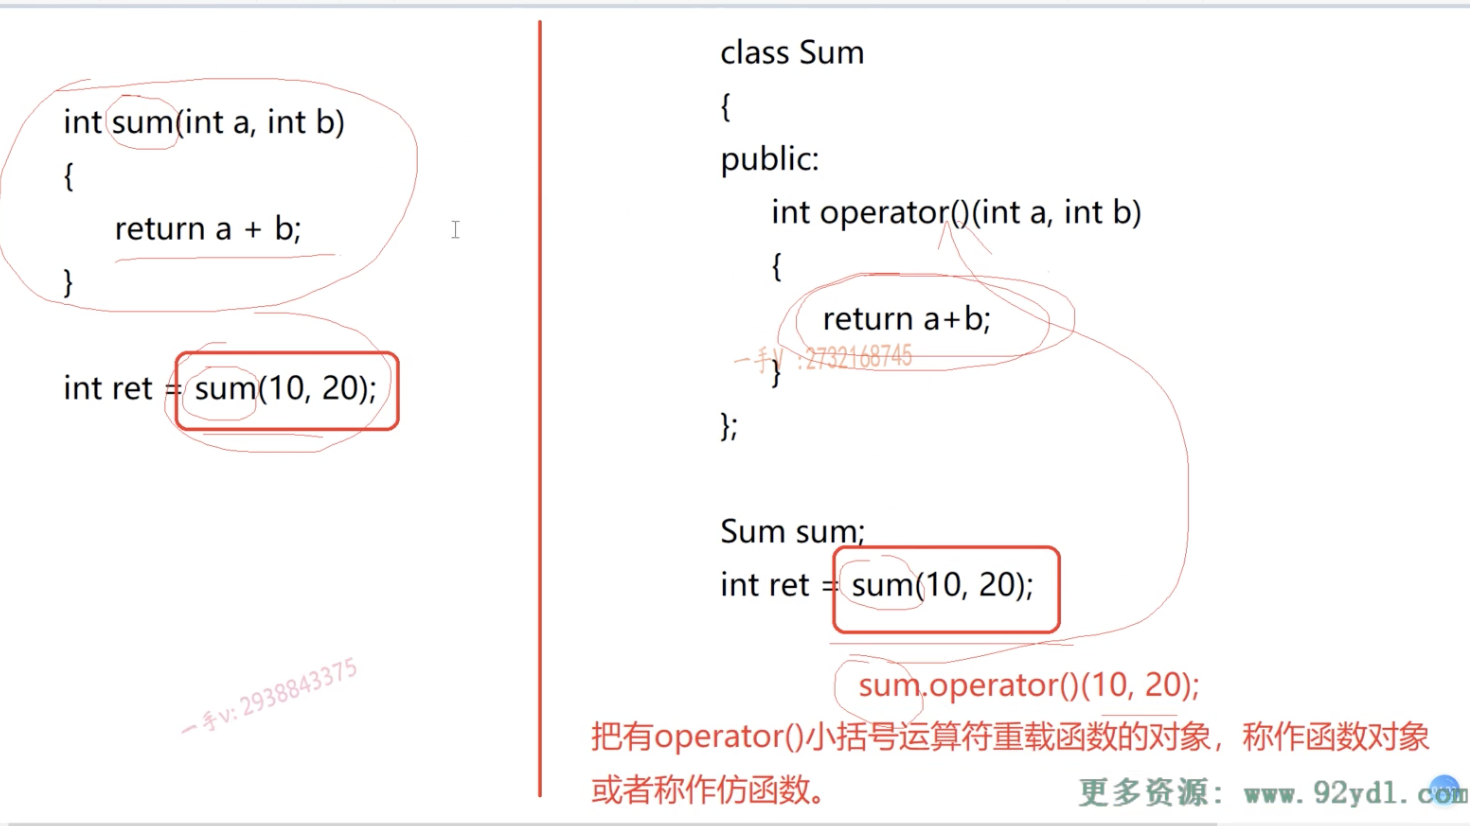 int sum(int a, int b)
{
return a + b;
}
int ret = sum(10, 20);
一手v: 2938843375
class Sum
{
public:
int operator()(int a, int b)
{
return a+b;
一手V :2732168745
}
};
Sum sum;
int ret = sum(10, 20);
sum.operator()(10, 20);
把有operator()小括号运算符重载函数的对象，称作函数对象
或者称作仿函数。
更多资源: www.92ydl.com